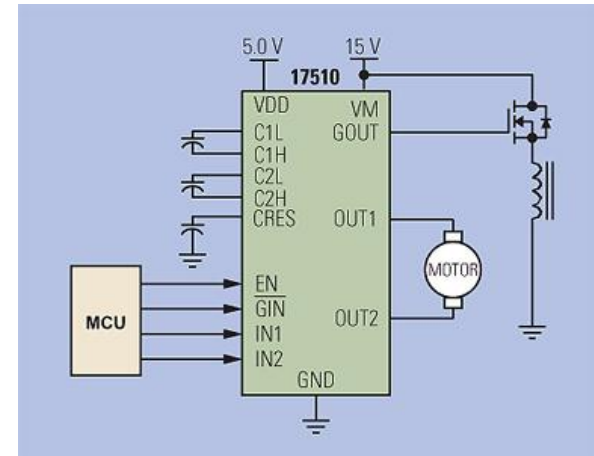 5.0 V
15 V
17510
VDD
VM
C1L
GOUT
C1H
C2L
C2H
CRES
OUT1
MOTOR
EN
GIN
MCU
IN1
OUT2
IN2
GND